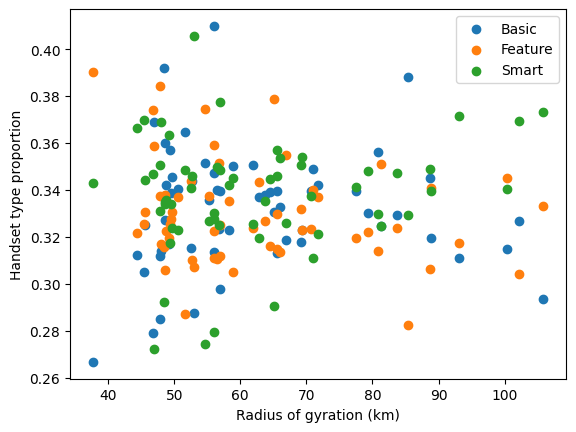 Basic
Feature
Smart
Handset type proportion
0.40
0.38
0.36
0.34
0.32
0.30
0.28
0.26
40 50 60 70 80 90 100
Radius of gyration (km)